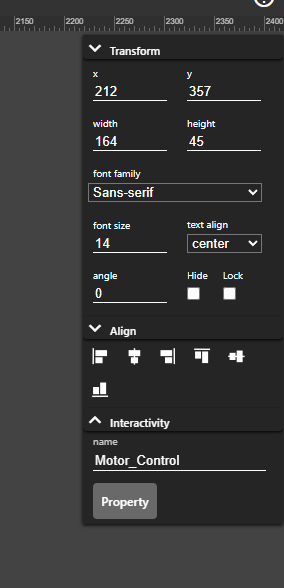 2150 2200 2250 2300 2350 2400
Transform
x y
212 357
width height
164 45
font family
Sans-serif
font size text align
14 center
angle Hide Lock
0
Align
Interactivity
name
Motor_Control
Property